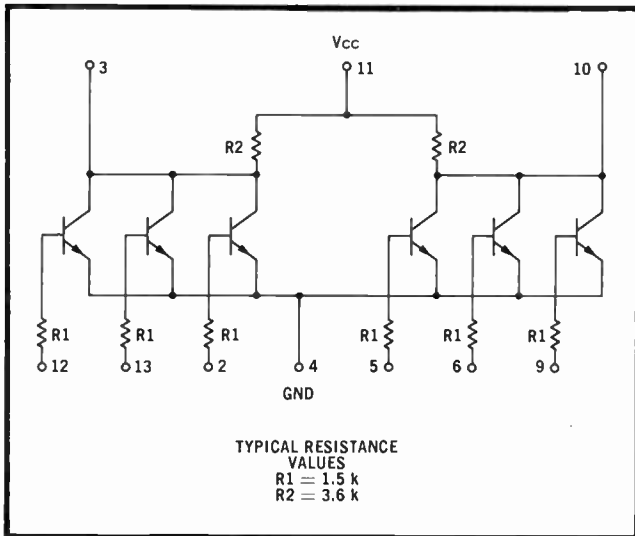 Vcc
3
11
10
R2
R2
R1
R1
R1
R1
R1
R1
12
13
2
4
5
6
9
GND
TYPICAL RESISTANCE
VALUES
R1 = 1.5 k
R2 = 3.6 k